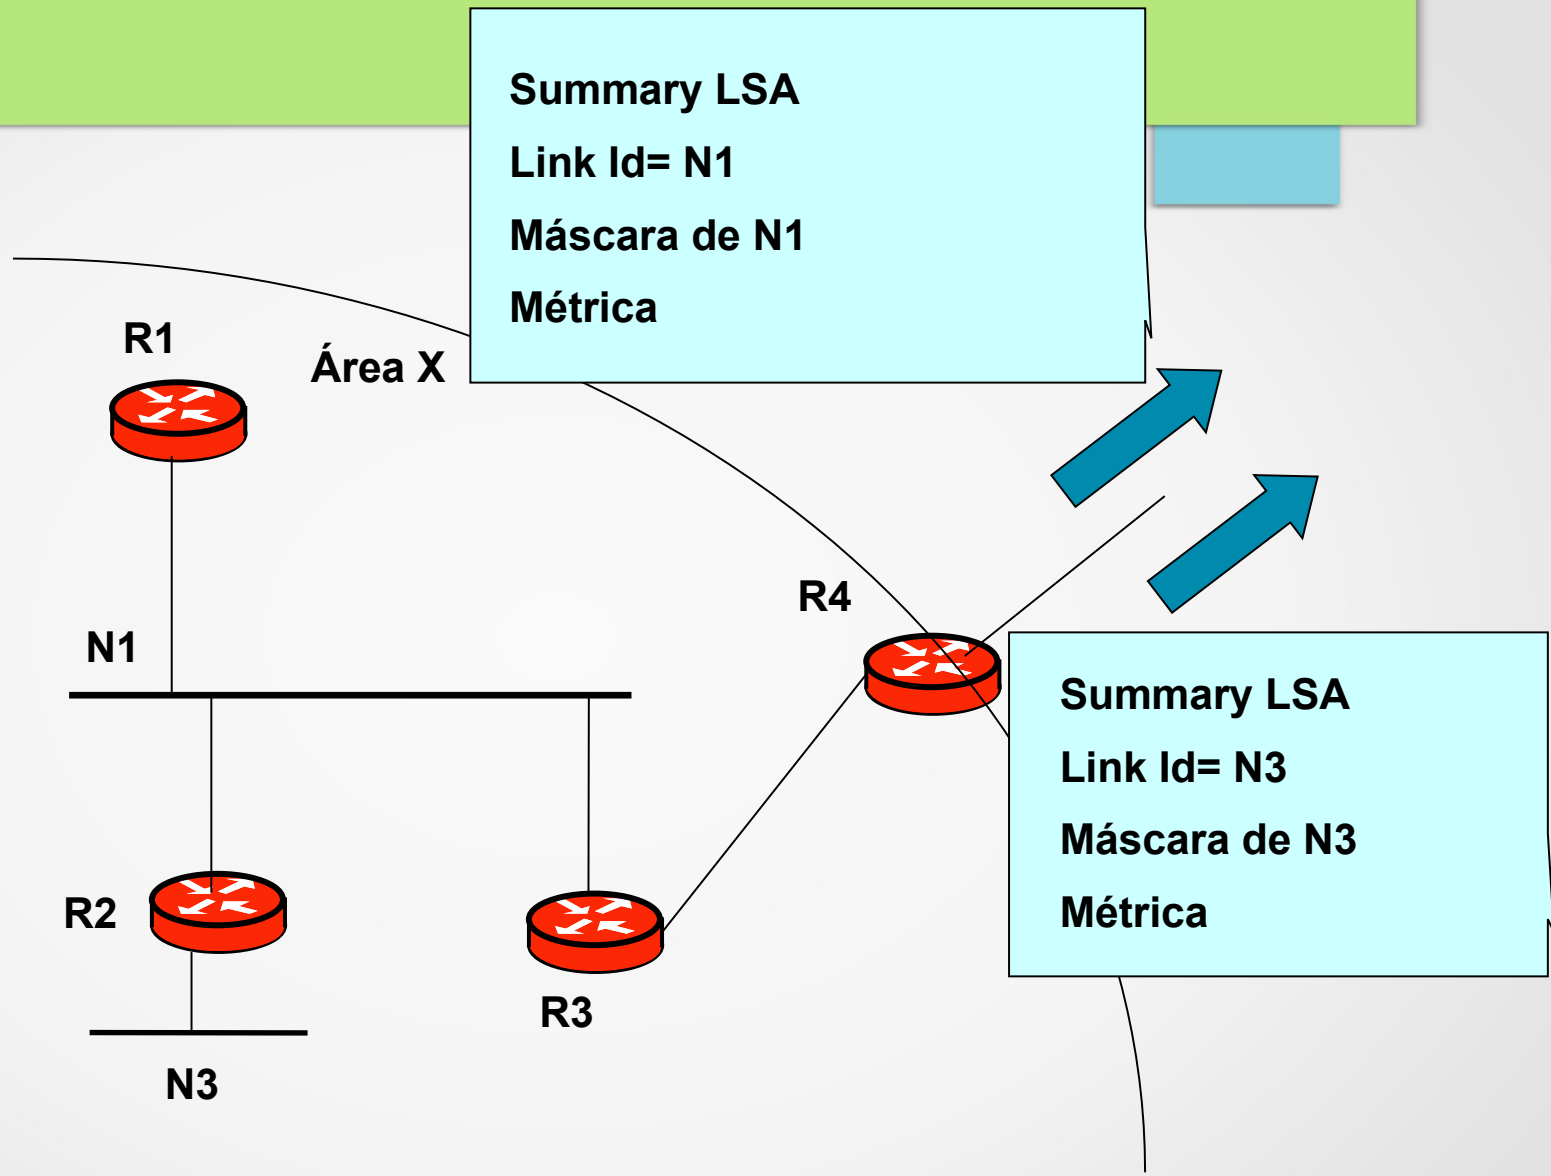 Summary LSA
Link Id= N1
Máscara de N1
Métrica
R1
Área X
R4
N1
Summary LSA
Link Id= N3
Máscara de N3
Métrica
R2
R3
N3